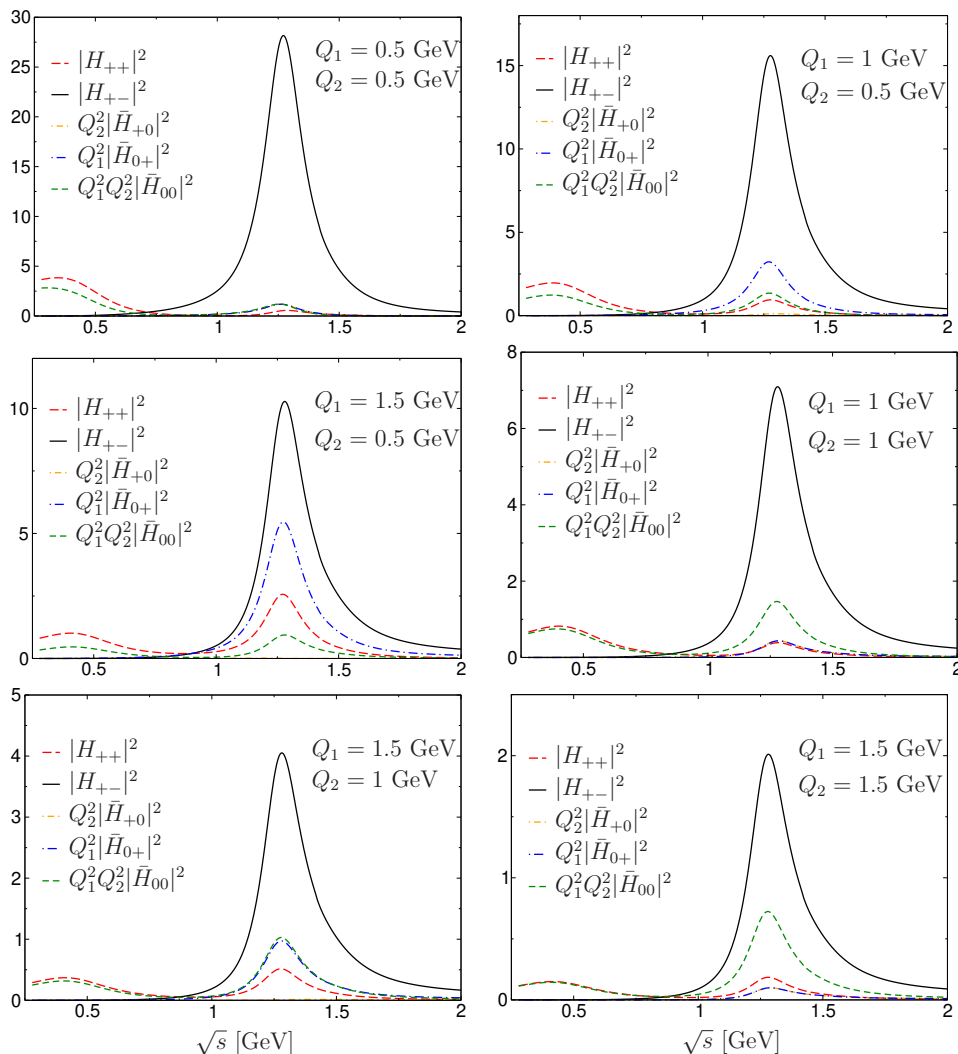 30
25
20
15
10
5
0
|H₊₊|²
|H₊₋|²
Q₂²|H̄₊₀|²
Q₁²|H̄₀₊|²
Q₁²Q₂²|H̄₀₀|²
Q₁ = 0.5 GeV
Q₂ = 0.5 GeV
0.5 1 1.5 2
15
10
5
0
|H₊₊|²
|H₊₋|²
Q₂²|H̄₊₀|²
Q₁²|H̄₀₊|²
Q₁²Q₂²|H̄₀₀|²
Q₁ = 1 GeV
Q₂ = 0.5 GeV
0.5 1 1.5 2
10
5
0
|H₊₊|²
|H₊₋|²
Q₂²|H̄₊₀|²
Q₁²|H̄₀₊|²
Q₁²Q₂²|H̄₀₀|²
Q₁ = 1.5 GeV
Q₂ = 0.5 GeV
0.5 1 1.5 2
8
6
4
2
0
|H₊₊|²
|H₊₋|²
Q₂²|H̄₊₀|²
Q₁²|H̄₀₊|²
Q₁²Q₂²|H̄₀₀|²
Q₁ = 1 GeV
Q₂ = 1 GeV
0.5 1 1.5 2
5
4
3
2
1
0
|H₊₊|²
|H₊₋|²
Q₂²|H̄₊₀|²
Q₁²|H̄₀₊|²
Q₁²Q₂²|H̄₀₀|²
Q₁ = 1.5 GeV
Q₂ = 1 GeV
0.5 1 1.5 2
√s [GeV]
2
1
0
|H₊₊|²
|H₊₋|²
Q₂²|H̄₊₀|²
Q₁²|H̄₀₊|²
Q₁²Q₂²|H̄₀₀|²
Q₁ = 1.5 GeV
Q₂ = 1.5 GeV
0.5 1 1.5 2
√s [GeV]